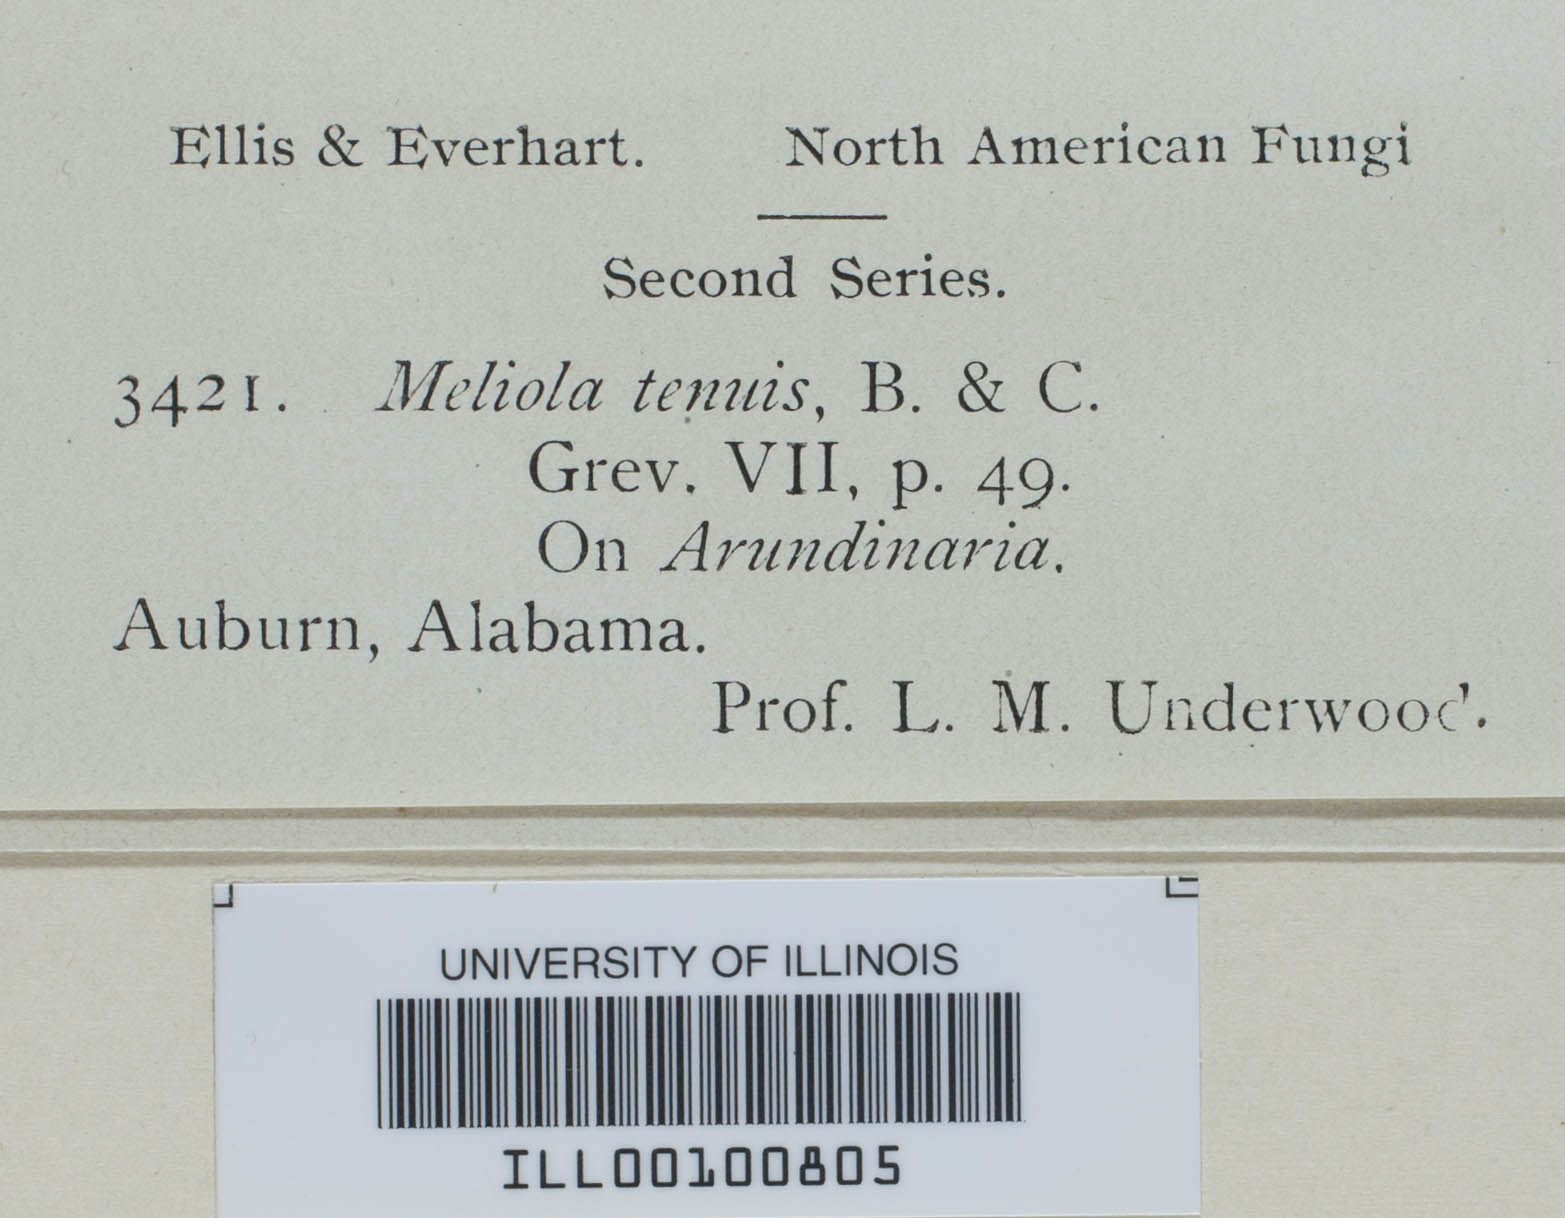 Ellis & Everhart. North American Fungi
Second Series.
3421. Meliola tenuis, B. & C.
Grev. VII, p. 49.
On Arundinaria.
Auburn, Alabama.
Prof. L. M. Underwood.
UNIVERSITY OF ILLINOIS
ILL00100805